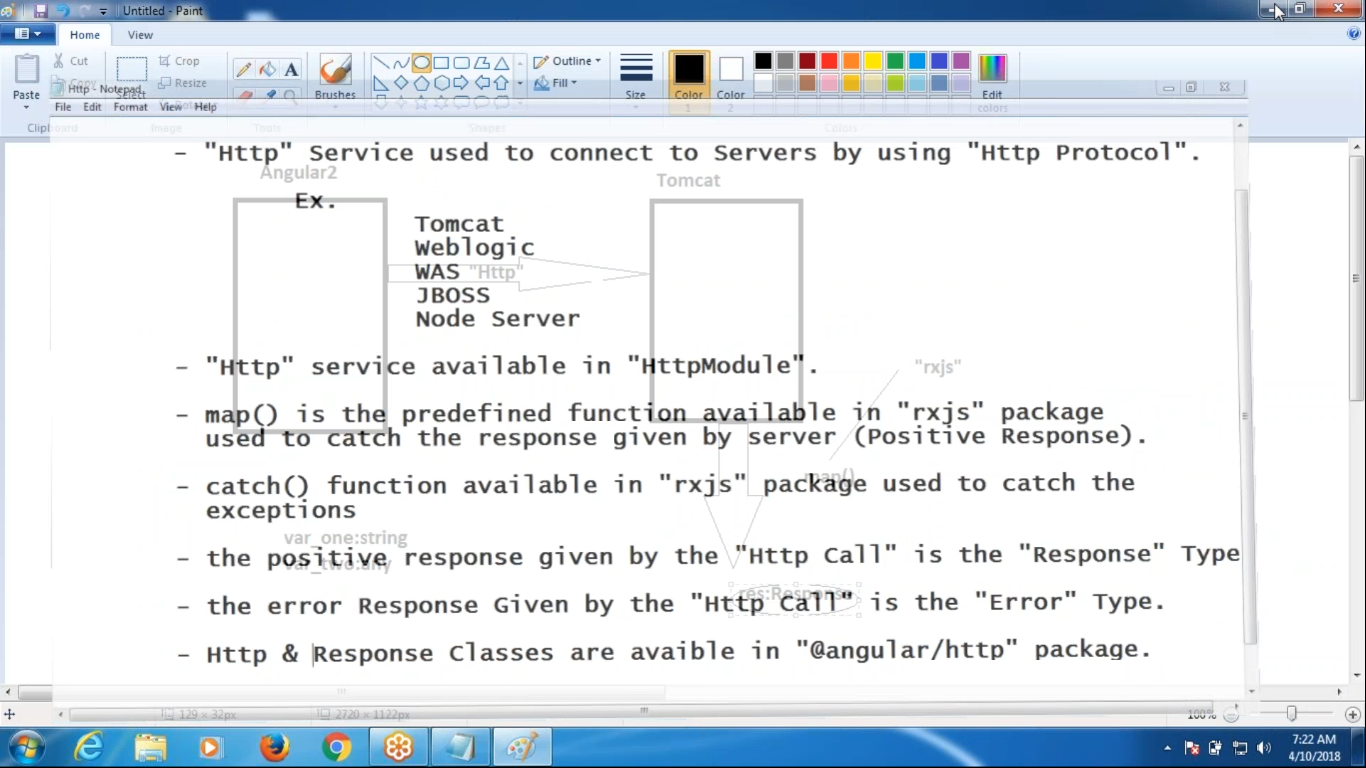 Untitled - Paint
Home
View
Cut
Copy
Paste
Clipboard
Crop
Resize
Select
Image
Tools
Brushes
Shapes
Outline
Fill
Size
Color
1
Color
2
Edit
colors
Colors
Http - Notepad
File Edit Format View Help
- "Http" Service used to connect to Servers by using "Http Protocol".
Angular2
Tomcat
Ex.
Tomcat
Weblogic
WAS
"Http"
JBOSS
Node Server
- "Http" service available in "HttpModule".
"rxjs"
- map() is the predefined function available in "rxjs" package
used to catch the response given by server (Positive Response).
map()
- catch() function available in "rxjs" package used to catch the
exceptions
var_one:string
var_two:any
- the positive response given by the "Http Call" is the "Response" Type
res:Response
- the error Response Given by the "Http Call" is the "Error" Type.
- Http & Response Classes are avaible in "@angular/http" package.
129 × 32px
2720 × 1122px
100%
7:22 AM
4/10/2018